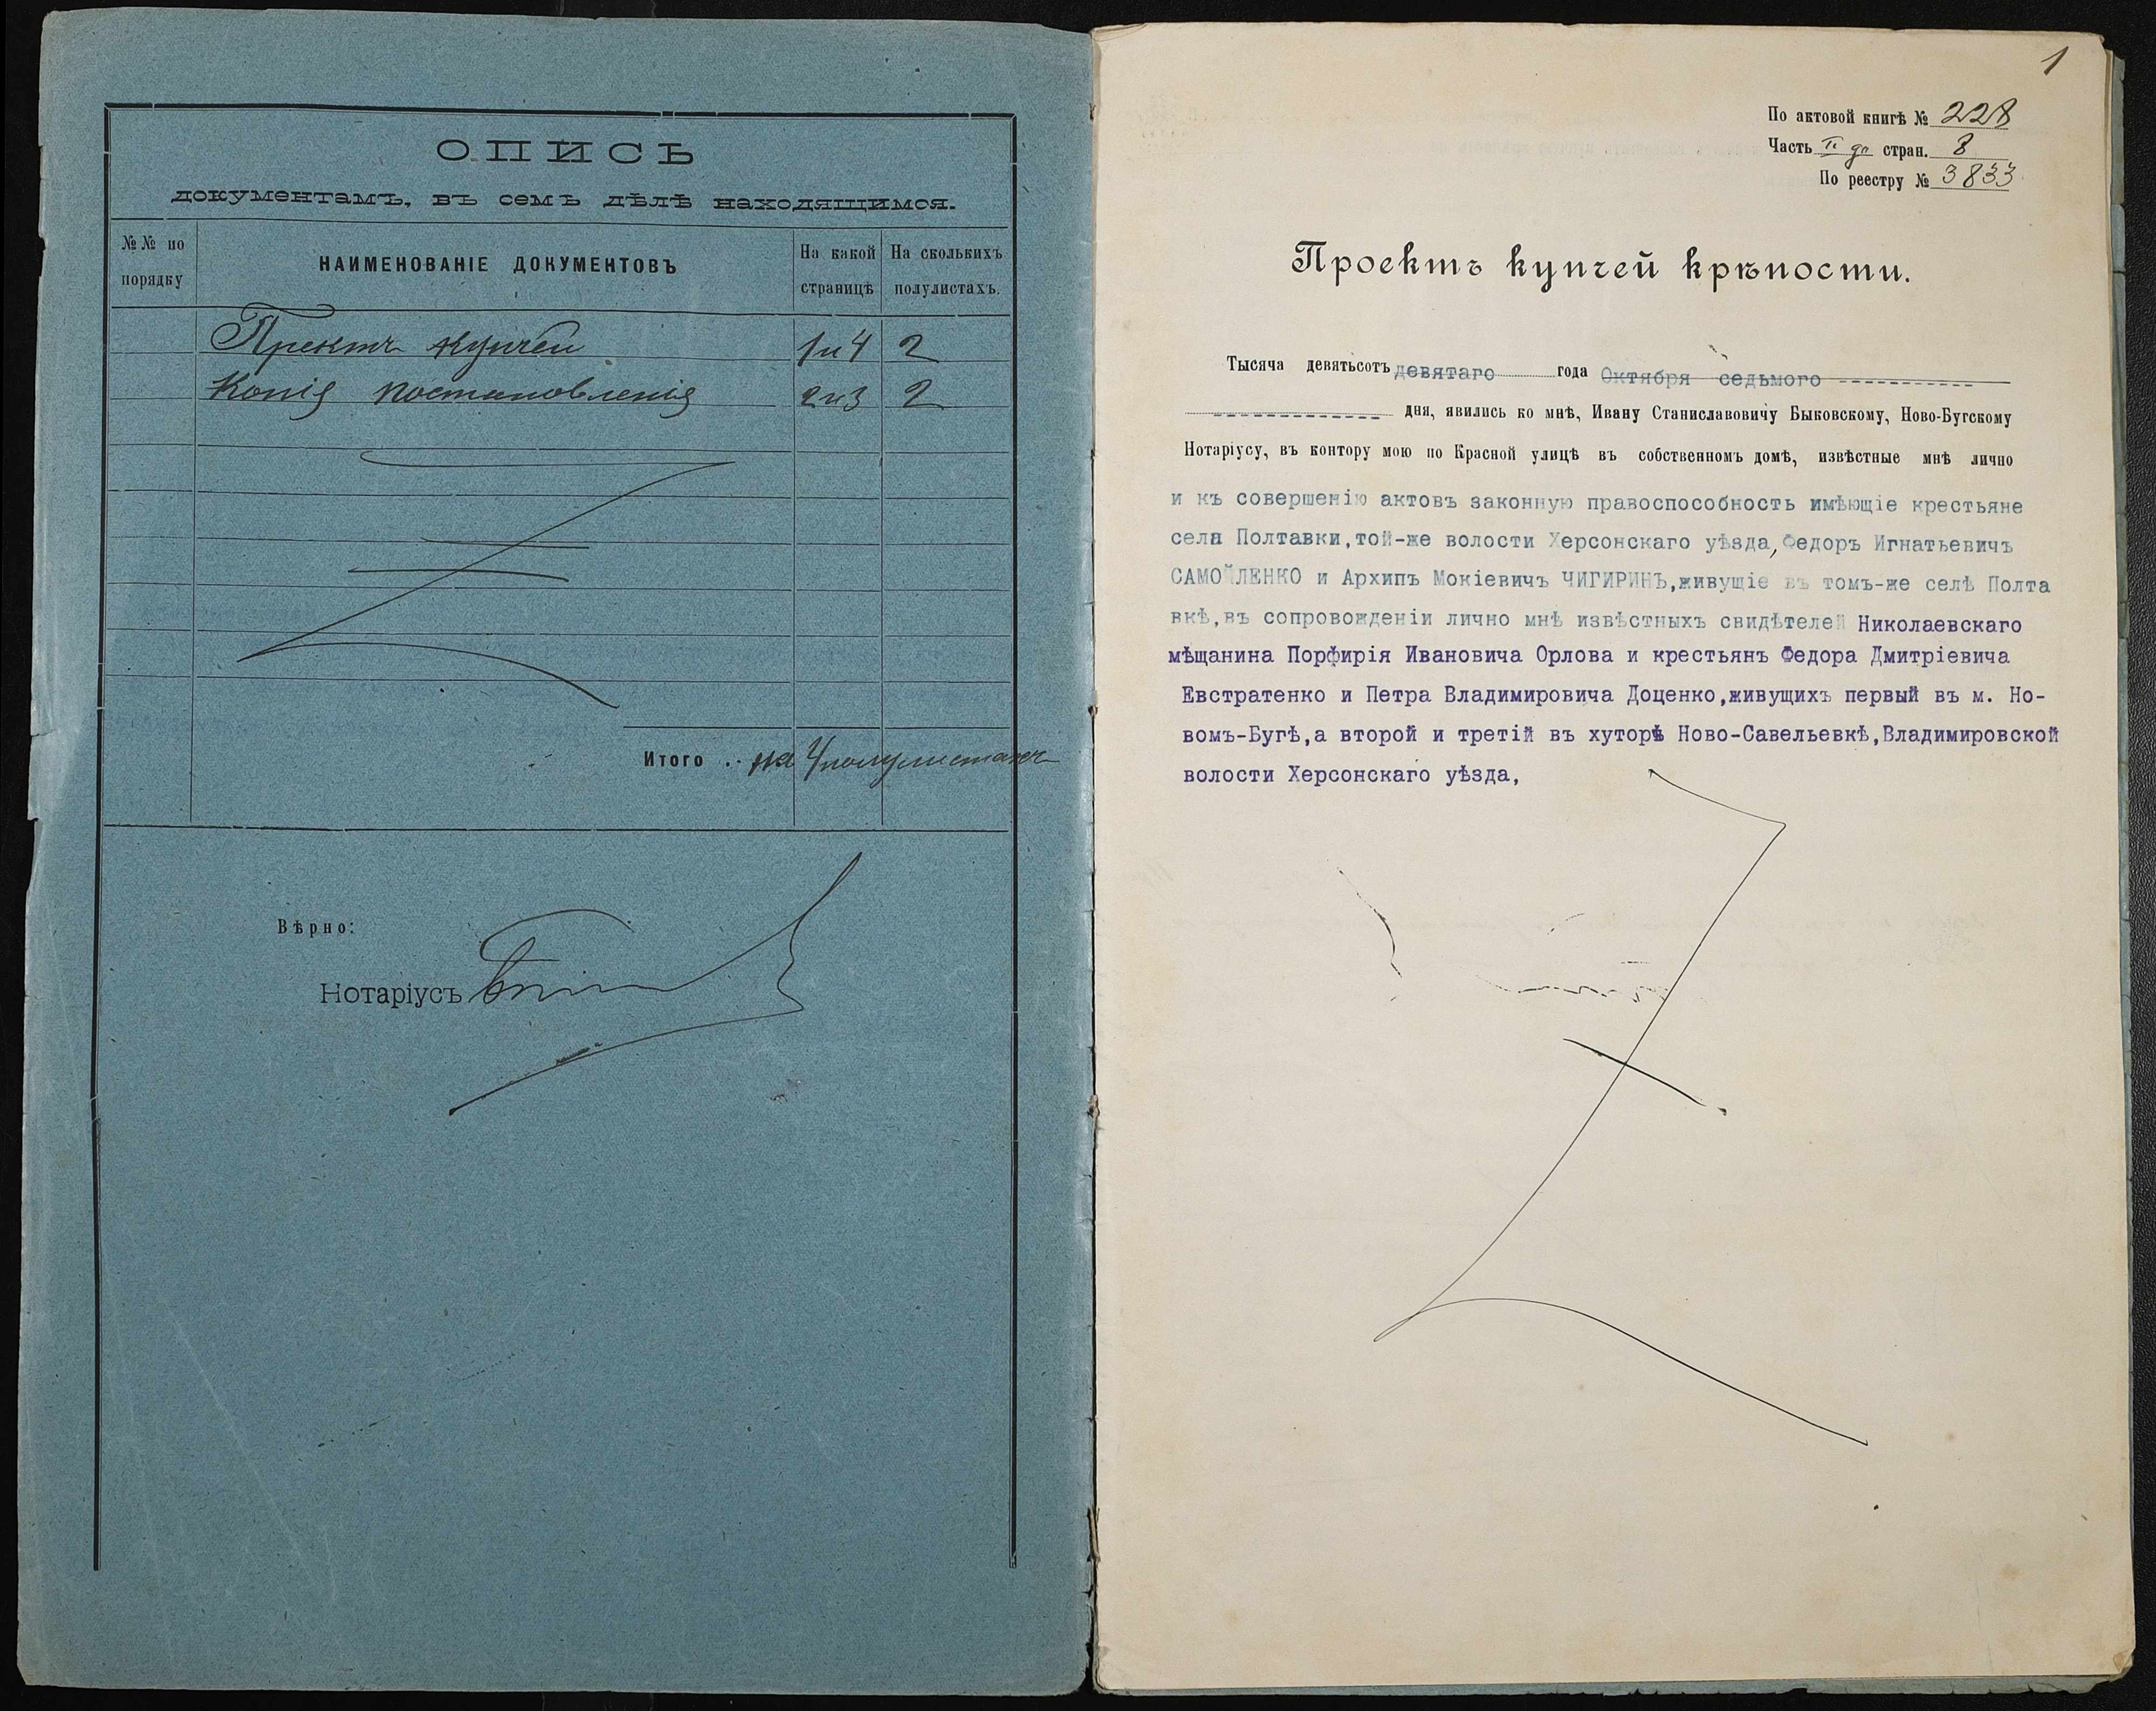 ОПИСЬ
документамъ, въ семъ дѣлѣ находящимся.
№№ по порядку
НАИМЕНОВАНІЕ ДОКУМЕНТОВЪ
На какой страницѣ
На сколькихъ полулистахъ.
Проектъ купчей 1 и 4 2
Копія постановленія 2 и 3 2
Итого .. на 4 полулистахъ
Вѣрно:
Нотаріусъ
1
По актовой книгѣ № 228
Часть II стран. 8
По реестру № 3833
Проектъ купчей крѣпости.
Тысяча девятьсотъ девятаго года Октября седьмого
дня, явились ко мнѣ, Ивану Станиславовичу Быковскому, Ново-Бугскому
Нотаріусу, въ контору мою по Красной улицѣ въ собственномъ домѣ, извѣстные мнѣ лично
и къ совершенію актовъ законную правоспособность имѣющіе крестьяне
села Полтавки,той-же волости Херсонскаго уѣзда,Федоръ Игнатьевичъ
САМОЙЛЕНКО и Архипъ Мокіевичъ ЧИГИРИНЪ,живущіе въ томъ-же селѣ Полта
вкѣ,въ сопровожденіи лично мнѣ извѣстныхъ свидѣтелей Николаевскаго
мѣщанина Порфирія Ивановича Орлова и крестьянъ Федора Дмитріевича
Евстратенко и Петра Владимировича Доценко,живущихъ первый въ м. Но-
вомъ-Бугѣ,а второй и третій въ хуторѣ Ново-Савельевкѣ,Владимировской
волости Херсонскаго уѣзда,